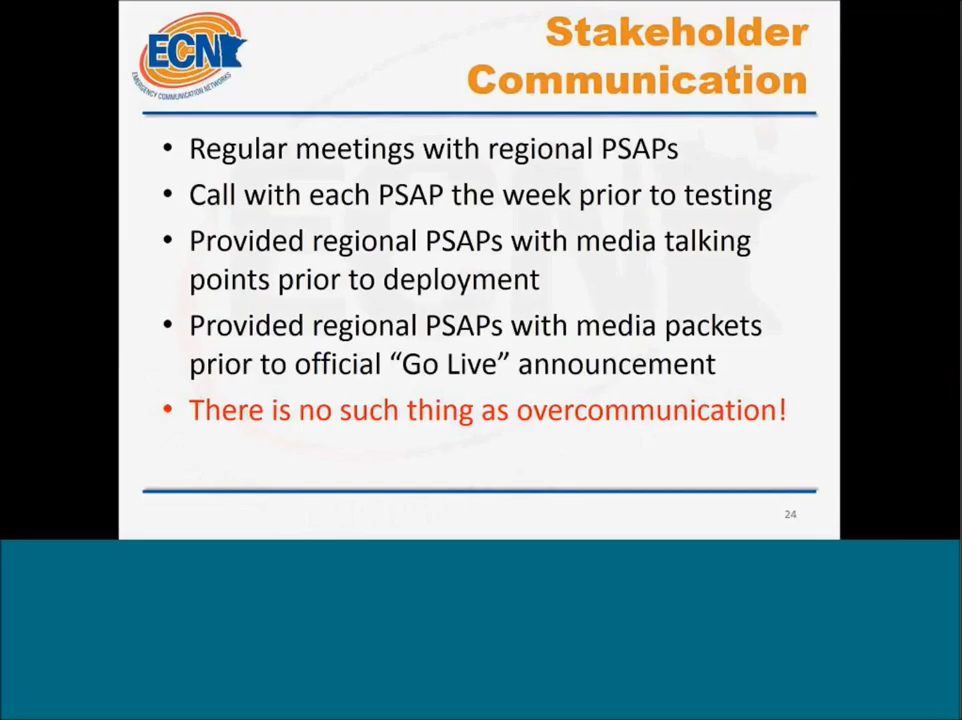 ECN
EMERGENCY COMMUNICATION NETWORKS
Stakeholder
Communication
• Regular meetings with regional PSAPs
• Call with each PSAP the week prior to testing
• Provided regional PSAPs with media talking
points prior to deployment
• Provided regional PSAPs with media packets
prior to official “Go Live” announcement
• There is no such thing as overcommunication!
24